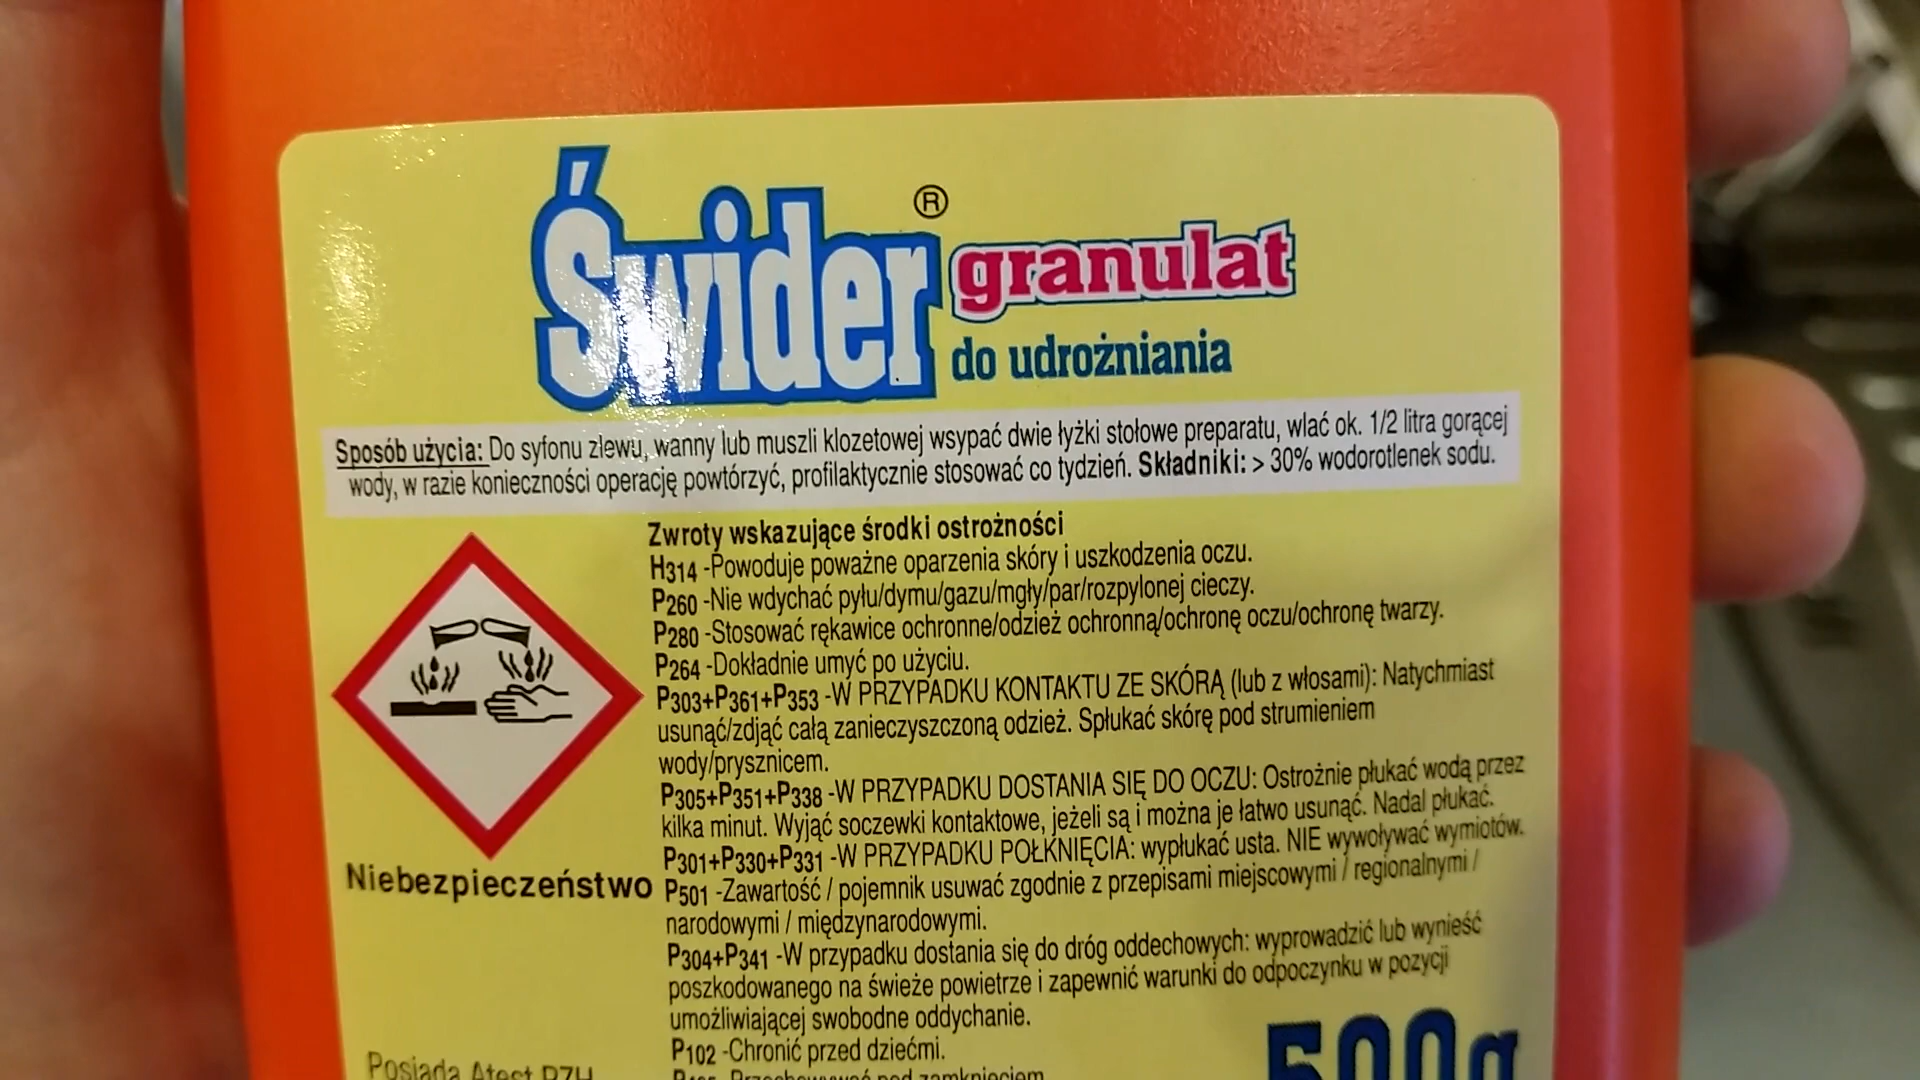 Świder® granulat
do udrożniania
Sposób użycia: Do syfonu zlewu, wanny lub muszli klozetowej wsypać dwie łyżki stołowe preparatu, wlać ok. 1/2 litra gorącej
wody, w razie konieczności operację powtórzyć, profilaktycznie stosować co tydzień. Składniki: > 30% wodorotlenek sodu.
Zwroty wskazujące środki ostrożności
H314 -Powoduje poważne oparzenia skóry i uszkodzenia oczu.
P260 -Nie wdychać pyłu/dymu/gazu/mgły/par/rozpylonej cieczy.
P280 -Stosować rękawice ochronne/odzież ochronną/ochronę oczu/ochronę twarzy.
P264 -Dokładnie umyć po użyciu.
P303+P361+P353 -W PRZYPADKU KONTAKTU ZE SKÓRĄ (lub z włosami): Natychmiast
usunąć/zdjąć całą zanieczyszczoną odzież. Spłukać skórę pod strumieniem
wody/prysznicem.
P305+P351+P338 -W PRZYPADKU DOSTANIA SIĘ DO OCZU: Ostrożnie płukać wodą przez
kilka minut. Wyjąć soczewki kontaktowe, jeżeli są i można je łatwo usunąć. Nadal płukać.
P301+P330+P331 -W PRZYPADKU POŁKNIĘCIA: wypłukać usta. NIE wywoływać wymiotów.
P501 -Zawartość / pojemnik usuwać zgodnie z przepisami miejscowymi / regionalnymi /
narodowymi / międzynarodowymi.
P304+P341 -W przypadku dostania się do dróg oddechowych: wyprowadzić lub wynieść
poszkodowanego na świeże powietrze i zapewnić warunki do odpoczynku w pozycji
umożliwiającej swobodne oddychanie.
P102 -Chronić przed dziećmi.
Przechowywać pod zamknięciem
Niebezpieczeństwo
Posiada Atest PZH
500g